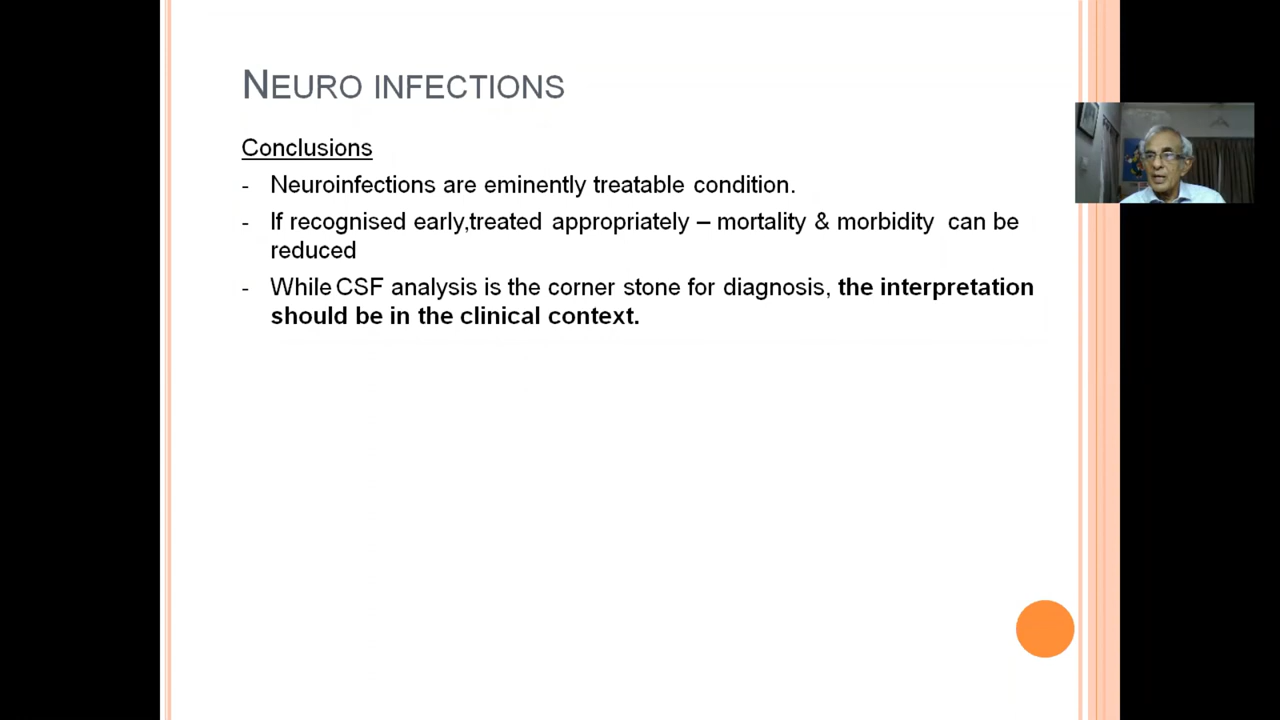 NEURO INFECTIONS
Conclusions
- Neuroinfections are eminently treatable condition.
- If recognised early,treated appropriately – mortality & morbidity can be
reduced
- While CSF analysis is the corner stone for diagnosis, the interpretation
should be in the clinical context.